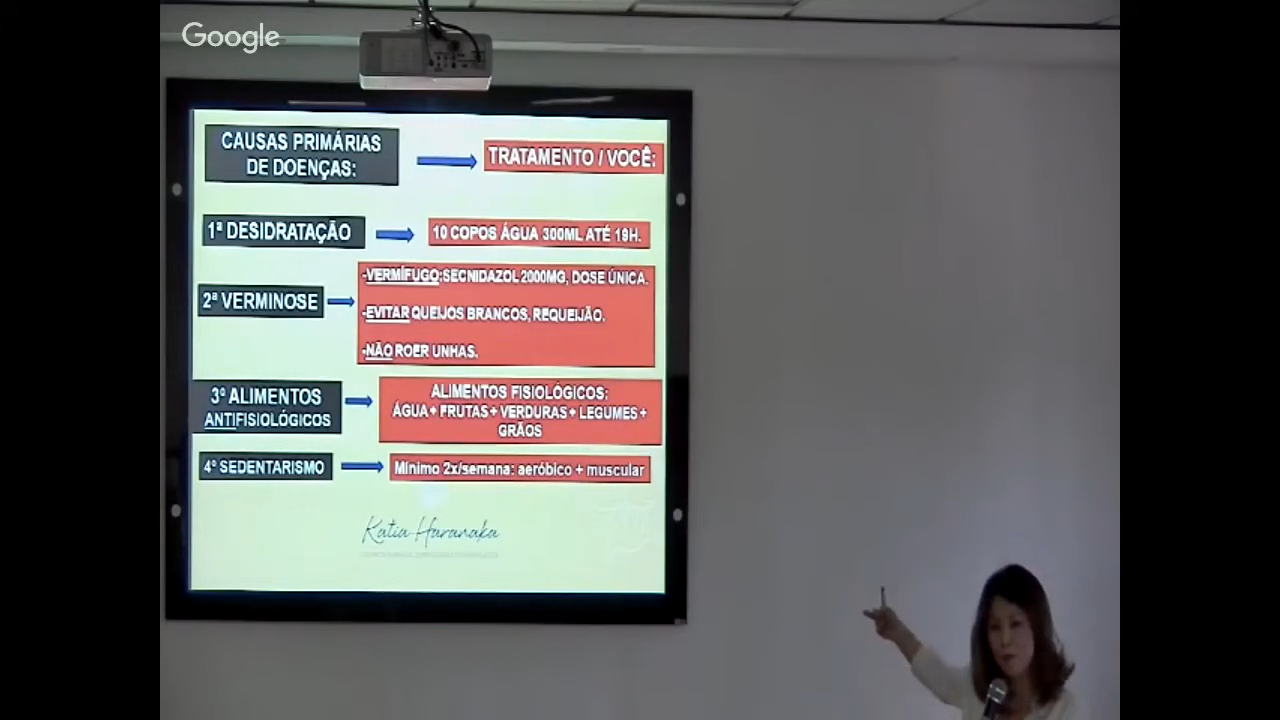 Google
CAUSAS PRIMÁRIAS
DE DOENÇAS:
TRATAMENTO / VOCÊ:
1ª DESIDRATAÇÃO
10 COPOS ÁGUA 300ML ATÉ 19H.
2ª VERMINOSE
-VERMÍFUGO:SECNIDAZOL 2000MG, DOSE ÚNICA.
-EVITAR QUEIJOS BRANCOS, REQUEIJÃO.
-NÃO ROER UNHAS.
3º ALIMENTOS
ANTIFISIOLÓGICOS
ALIMENTOS FISIOLÓGICOS:
ÁGUA + FRUTAS + VERDURAS + LEGUMES +
GRÃOS
4º SEDENTARISMO
Mínimo 2x/semana: aeróbico + muscular
Katia Haranaka